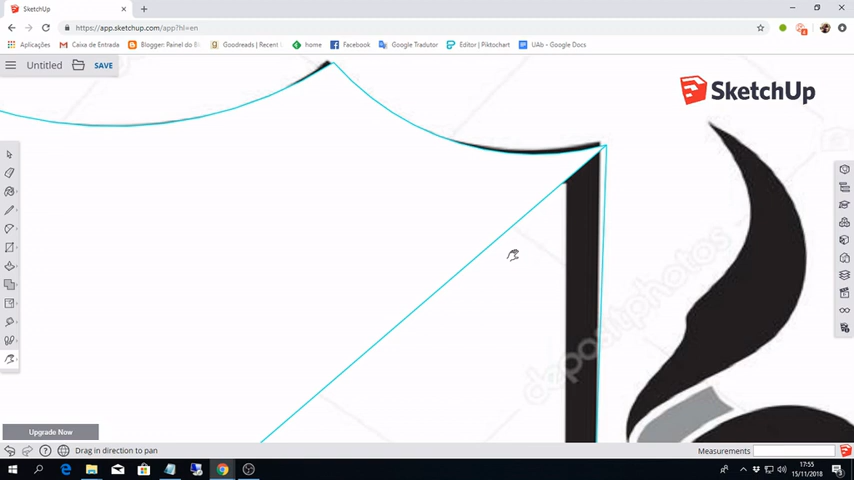 SketchUp
https://app.sketchup.com/app?hl=en
Aplicações
Caixa de Entrada
Blogger: Painel do B
Goodreads | Recent
home
Facebook
Google Tradutor
Editor | Piktochart
UAb - Google Docs
Untitled
SAVE
SketchUp
depositphotos
Upgrade Now
Drag in direction to pan
Measurements
17:55
15/11/2018